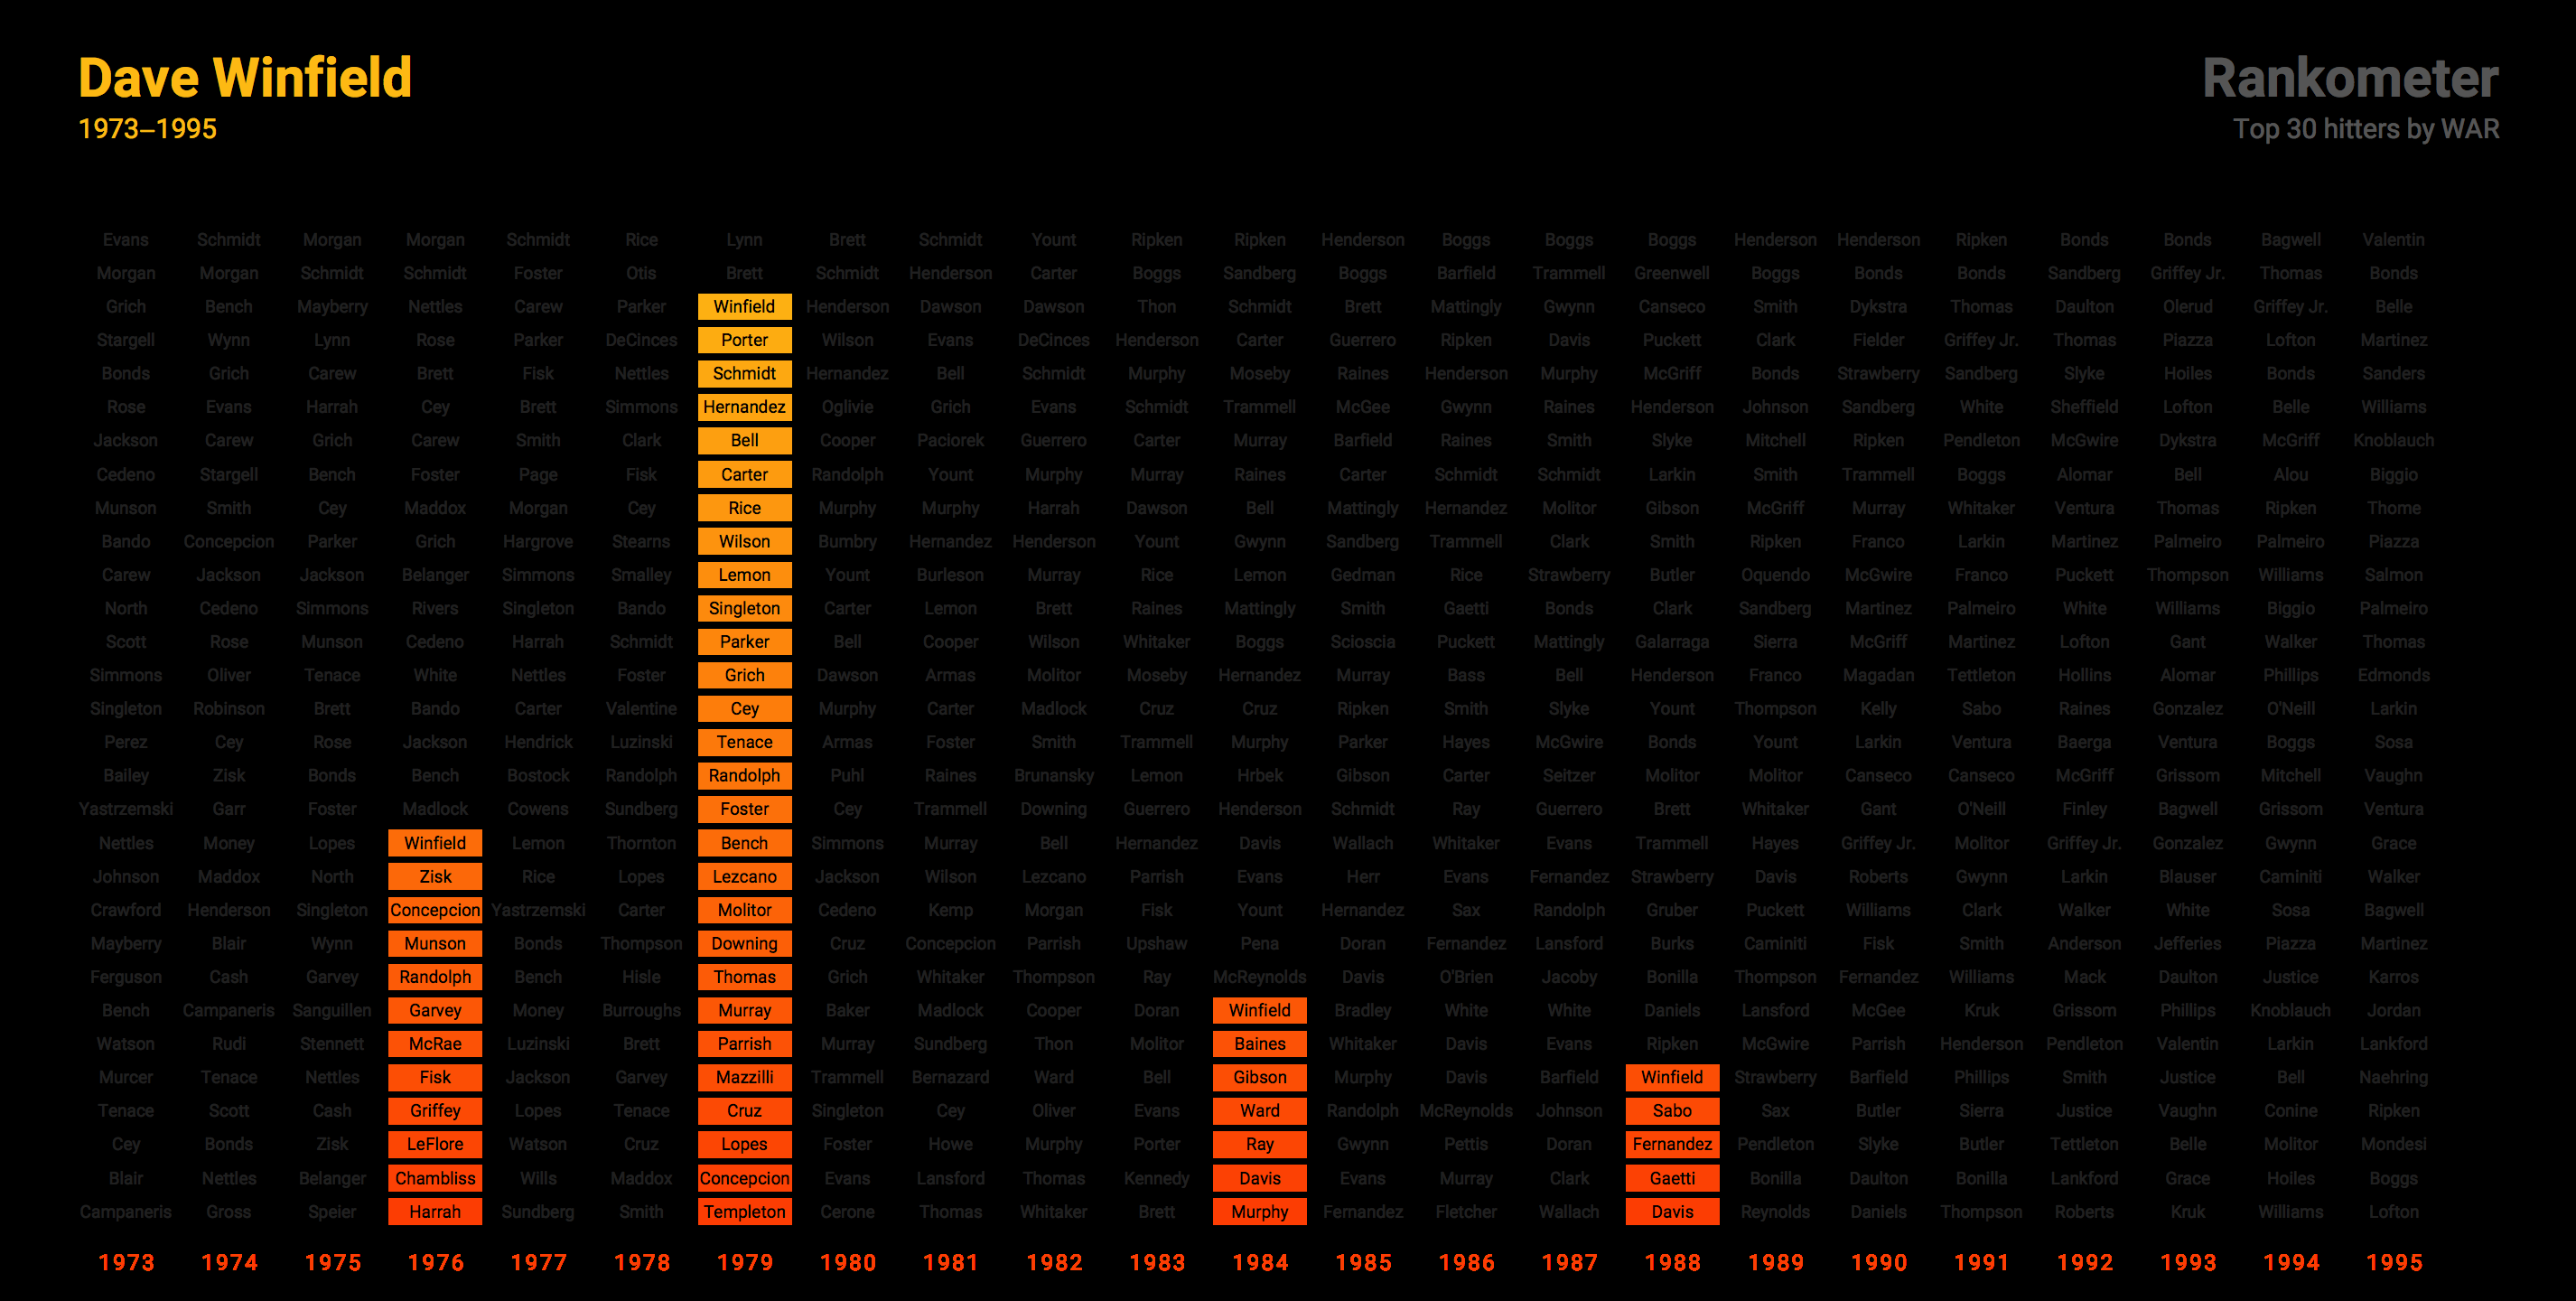 Dave Winfield
1973–1995
Rankometer
Top 30 hitters by WAR
Evans Schmidt Morgan Morgan Schmidt Rice Lynn Brett Schmidt Yount Ripken Ripken Henderson Boggs Boggs Boggs Henderson Henderson Ripken Bonds Bonds Bagwell Valentin
Morgan Morgan Schmidt Schmidt Foster Otis Brett Schmidt Henderson Carter Boggs Sandberg Boggs Barfield Trammell Greenwell Boggs Bonds Bonds Sandberg Griffey Jr. Thomas Bonds
Grich Bench Mayberry Nettles Carew Parker Winfield Henderson Dawson Dawson Thon Schmidt Brett Mattingly Gwynn Canseco Smith Dykstra Thomas Daulton Olerud Griffey Jr. Belle
Stargell Wynn Lynn Rose Parker DeCinces Porter Wilson Evans DeCinces Henderson Carter Guerrero Ripken Davis Puckett Clark Fielder Griffey Jr. Thomas Piazza Lofton Martinez
Bonds Grich Carew Brett Fisk Nettles Schmidt Hernandez Bell Schmidt Murphy Moseby Raines Henderson Murphy McGriff Bonds Strawberry Sandberg Slyke Hoiles Bonds Sanders
Rose Evans Harrah Cey Brett Simmons Hernandez Oglivie Grich Evans Schmidt Trammell McGee Gwynn Raines Henderson Johnson Sandberg White Sheffield Lofton Belle Williams
Jackson Carew Grich Carew Smith Clark Bell Cooper Paciorek Guerrero Carter Murray Barfield Raines Smith Slyke Mitchell Ripken Pendleton McGwire Dykstra McGriff Knoblauch
Cedeno Stargell Bench Foster Page Fisk Carter Randolph Yount Murphy Murray Raines Carter Schmidt Schmidt Larkin Smith Trammell Boggs Alomar Bell Alou Biggio
Munson Smith Cey Maddox Morgan Cey Rice Murphy Murphy Harrah Dawson Bell Mattingly Hernandez Molitor Gibson McGriff Murray Whitaker Ventura Thomas Ripken Thome
Bando Concepcion Parker Grich Hargrove Stearns Wilson Bumbry Hernandez Henderson Yount Gwynn Sandberg Trammell Clark Smith Ripken Franco Larkin Martinez Palmeiro Palmeiro Piazza
Carew Jackson Jackson Belanger Simmons Smalley Lemon Yount Burleson Murray Rice Lemon Gedman Rice Strawberry Butler Oquendo McGwire Franco Puckett Thompson Williams Salmon
North Cedeno Simmons Rivers Singleton Bando Singleton Carter Lemon Brett Raines Mattingly Smith Gaetti Bonds Clark Sandberg Martinez Palmeiro White Williams Biggio Palmeiro
Scott Rose Munson Cedeno Harrah Schmidt Parker Bell Cooper Wilson Whitaker Boggs Scioscia Puckett Mattingly Galarraga Sierra McGriff Martinez Lofton Gant Walker Thomas
Simmons Oliver Tenace White Nettles Foster Grich Dawson Armas Molitor Moseby Hernandez Murray Bass Bell Henderson Franco Magadan Tettleton Hollins Alomar Phillips Edmonds
Singleton Robinson Brett Bando Carter Valentine Cey Murphy Carter Madlock Cruz Cruz Ripken Smith Slyke Yount Thompson Kelly Sabo Raines Gonzalez O'Neill Larkin
Perez Cey Rose Jackson Hendrick Luzinski Tenace Armas Foster Smith Trammell Murphy Parker Hayes McGwire Bonds Yount Larkin Ventura Baerga Ventura Boggs Sosa
Bailey Zisk Bonds Bench Bostock Randolph Randolph Puhl Raines Brunansky Lemon Hrbek Gibson Carter Seitzer Molitor Molitor Canseco Canseco McGriff Grissom Mitchell Vaughn
Yastrzemski Garr Foster Madlock Cowens Sundberg Foster Cey Trammell Downing Guerrero Henderson Schmidt Ray Guerrero Brett Whitaker Gant O'Neill Finley Bagwell Grissom Ventura
Nettles Money Lopes Winfield Lemon Thornton Bench Simmons Murray Bell Hernandez Davis Wallach Whitaker Evans Trammell Hayes Griffey Jr. Molitor Griffey Jr. Gonzalez Gwynn Grace
Johnson Maddox North Zisk Rice Lopes Lezcano Jackson Wilson Lezcano Parrish Evans Herr Evans Fernandez Strawberry Davis Roberts Gwynn Larkin Blauser Caminiti Walker
Crawford Henderson Singleton Concepcion Yastrzemski Carter Molitor Cedeno Kemp Morgan Fisk Yount Hernandez Sax Randolph Gruber Puckett Williams Clark Walker White Sosa Bagwell
Mayberry Blair Wynn Munson Bonds Thompson Downing Cruz Concepcion Parrish Upshaw Pena Doran Fernandez Lansford Burks Caminiti Fisk Smith Anderson Jefferies Piazza Martinez
Ferguson Cash Garvey Randolph Bench Hisle Thomas Grich Whitaker Thompson Ray McReynolds Davis O'Brien Jacoby Bonilla Thompson Fernandez Williams Mack Daulton Justice Karros
Bench Campaneris Sanguillen Garvey Money Burroughs Murray Baker Madlock Cooper Doran Winfield Bradley White White Daniels Lansford McGee Kruk Grissom Phillips Knoblauch Jordan
Watson Rudi Stennett McRae Luzinski Brett Parrish Murray Sundberg Thon Molitor Baines Whitaker Davis Evans Ripken McGwire Parrish Henderson Pendleton Valentin Larkin Lankford
Murcer Tenace Nettles Fisk Jackson Garvey Mazzilli Trammell Bernazard Ward Bell Gibson Murphy Davis Barfield Winfield Strawberry Barfield Phillips Smith Justice Bell Naehring
Tenace Scott Cash Griffey Lopes Tenace Cruz Singleton Cey Oliver Evans Ward Randolph McReynolds Johnson Sabo Sax Butler Sierra Justice Vaughn Conine Ripken
Cey Bonds Zisk LeFlore Watson Cruz Lopes Foster Howe Murphy Porter Ray Gwynn Pettis Doran Fernandez Pendleton Slyke Butler Tettleton Belle Molitor Mondesi
Blair Nettles Belanger Chambliss Wills Maddox Concepcion Evans Lansford Thomas Kennedy Davis Evans Murray Clark Gaetti Bonilla Daulton Bonilla Lankford Grace Hoiles Boggs
Campaneris Gross Speier Harrah Sundberg Smith Templeton Cerone Thomas Whitaker Brett Murphy Fernandez Fletcher Wallach Davis Reynolds Daniels Thompson Roberts Kruk Williams Lofton
1973 1974 1975 1976 1977 1978 1979 1980 1981 1982 1983 1984 1985 1986 1987 1988 1989 1990 1991 1992 1993 1994 1995